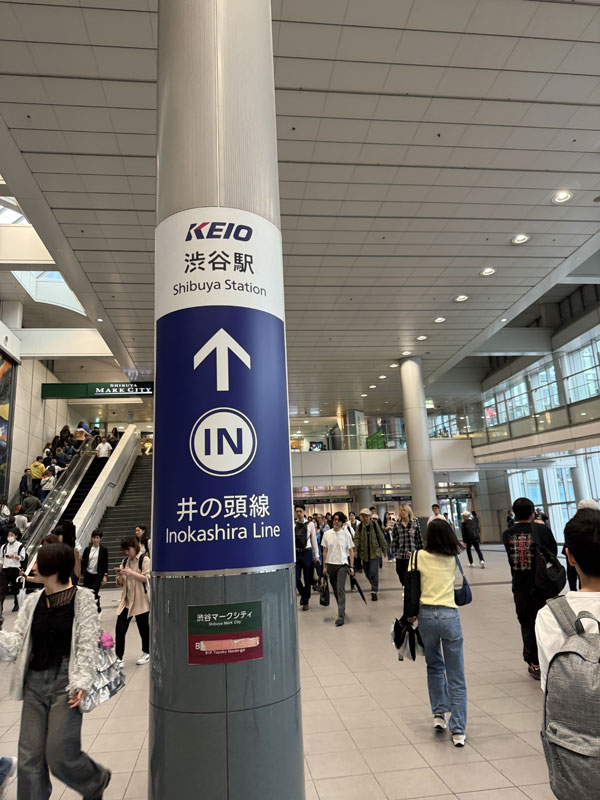 KEIO
渋谷駅
Shibuya Station
SHIBUYA
MARK CITY
IN
井の頭線
Inokashira Line
渋谷マークシティ
Shibuya Mark City
B